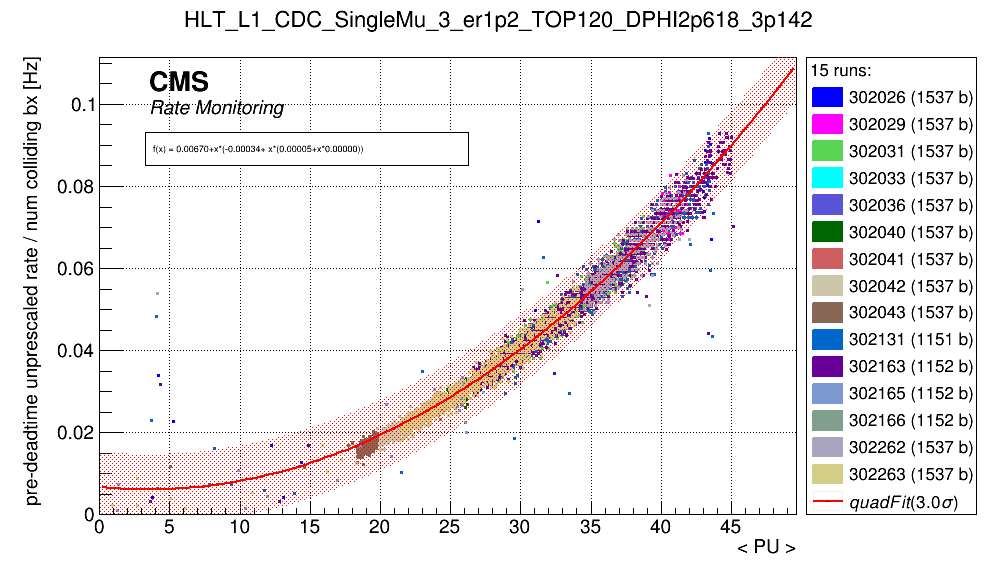 HLT_L1_CDC_SingleMu_3_er1p2_TOP120_DPHI2p618_3p142
pre-deadtime unprescaled rate / num colliding bx [Hz]
CMS
Rate Monitoring
f(x) = 0.00670+x*(-0.00034+ x*(0.00005+x*0.00000))
0.1
0.08
0.06
0.04
0.02
0
0 5 10 15 20 25 30 35 40 45
< PU >
15 runs:
302026 (1537 b)
302029 (1537 b)
302031 (1537 b)
302033 (1537 b)
302036 (1537 b)
302040 (1537 b)
302041 (1537 b)
302042 (1537 b)
302043 (1537 b)
302131 (1151 b)
302163 (1152 b)
302165 (1152 b)
302166 (1152 b)
302262 (1537 b)
302263 (1537 b)
quadFit(3.0σ)